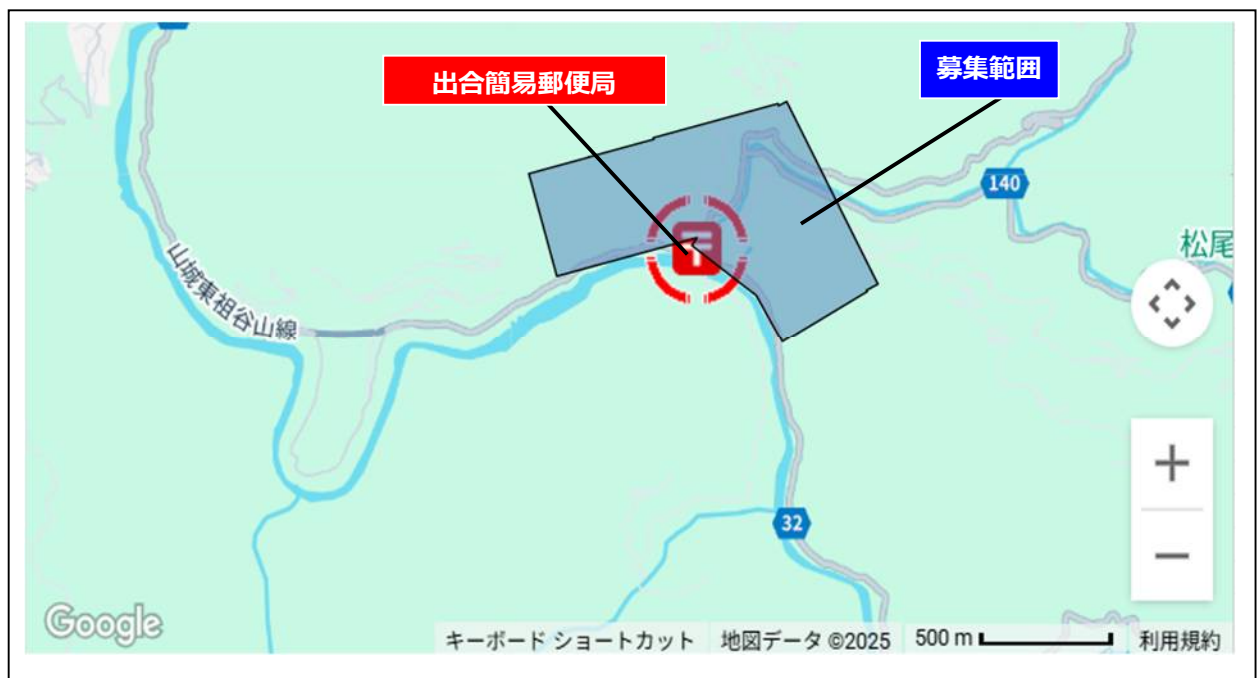 出合簡易郵便局
募集範囲
140
松尾
山城東祖谷山線
32
Google
キーボード ショートカット 地図データ ©2025 500 m 利用規約